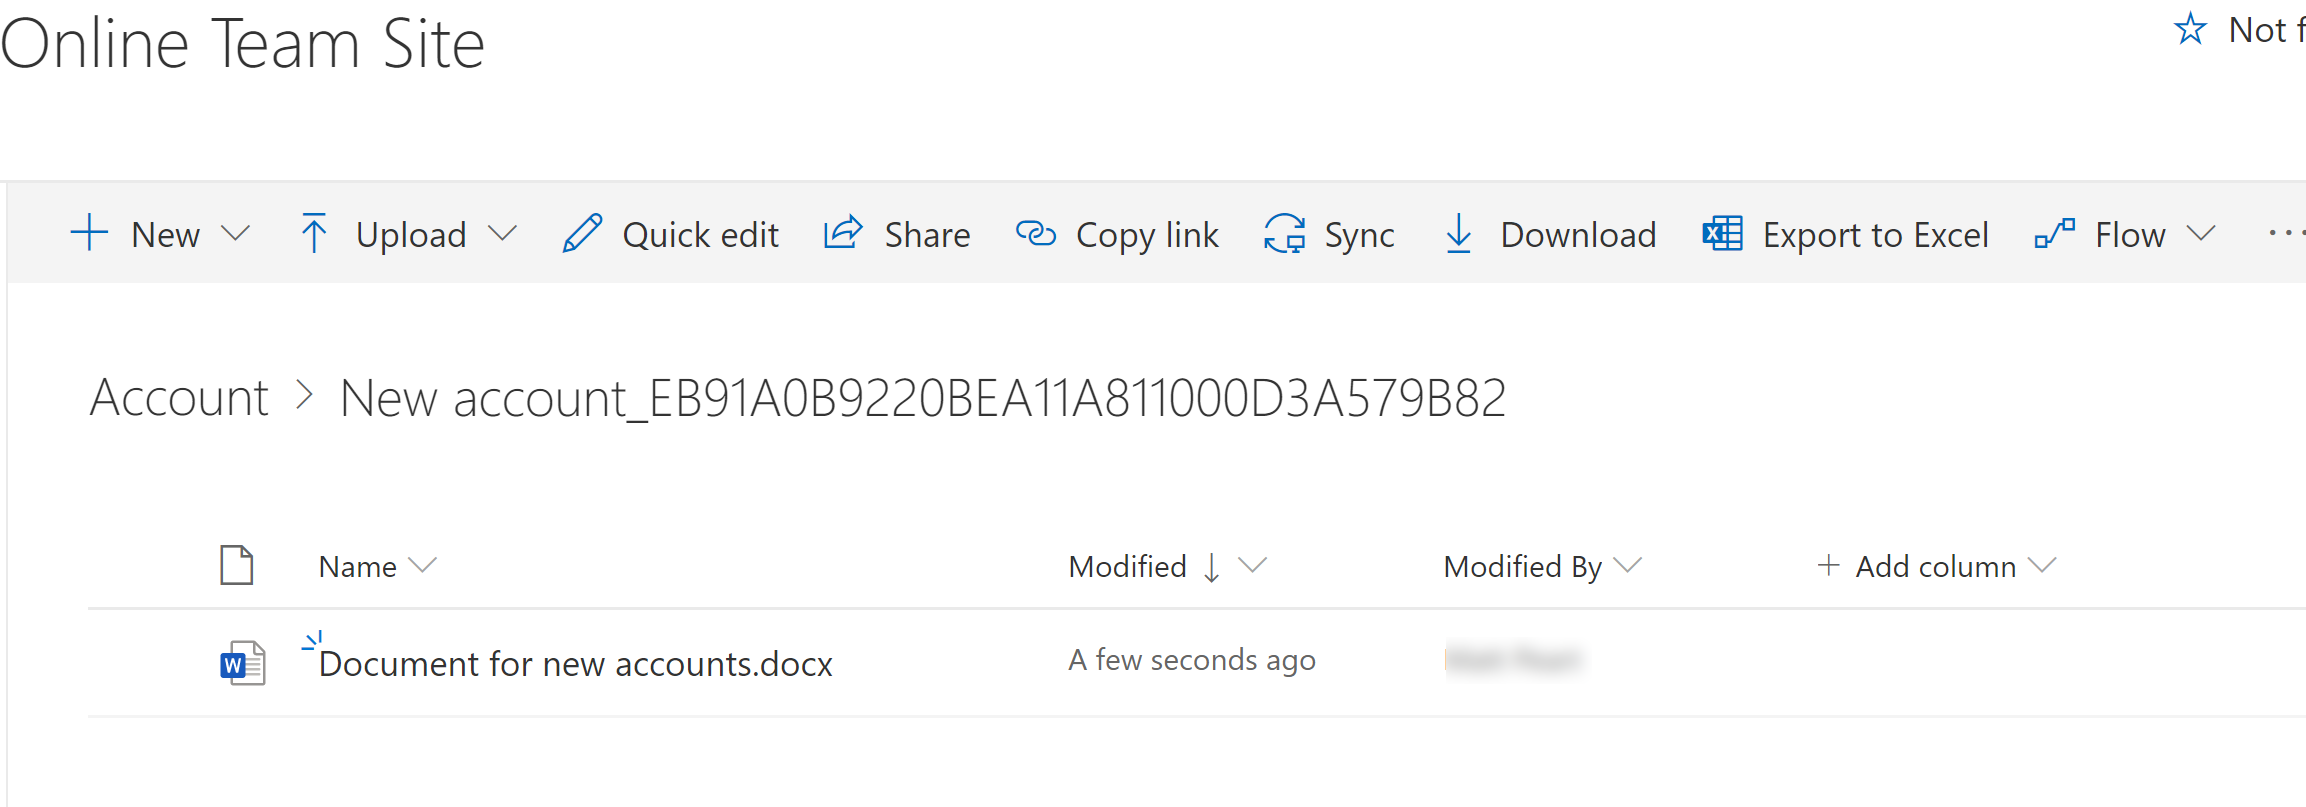 Online Team Site
Not f
New Upload Quick edit Share Copy link Sync Download Export to Excel Flow ...
Account > New account_EB91A0B9220BEA11A811000D3A579B82
Name Modified Modified By + Add column
Document for new accounts.docx A few seconds ago